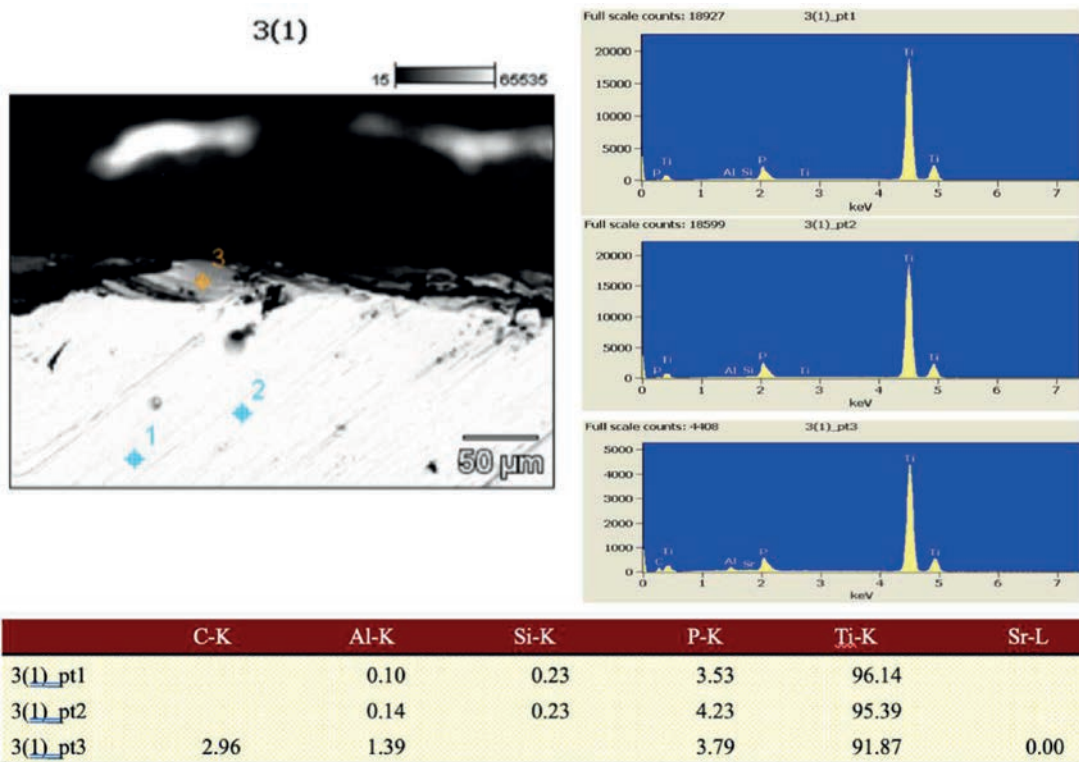 3(1)
15 65535
3
2
1
50 µm
Full scale counts: 18927 3(1)_pt1
20000
15000
10000
5000
0
Ti
P Ti Al Si P Ti Ti
0 1 2 3 4 5 6 7
keV
Full scale counts: 18599 3(1)_pt2
20000
15000
10000
5000
0
Ti
P Ti Al Si P Ti Ti
0 1 2 3 4 5 6 7
keV
Full scale counts: 4408 3(1)_pt3
5000
4000
3000
2000
1000
0
Ti
C Ti Al Sr P Ti
0 1 2 3 4 5 6 7
keV
C-K Al-K Si-K P-K Ti-K Sr-L
3(1)_pt1 0.10 0.23 3.53 96.14
3(1)_pt2 0.14 0.23 4.23 95.39
3(1)_pt3 2.96 1.39 3.79 91.87 0.00